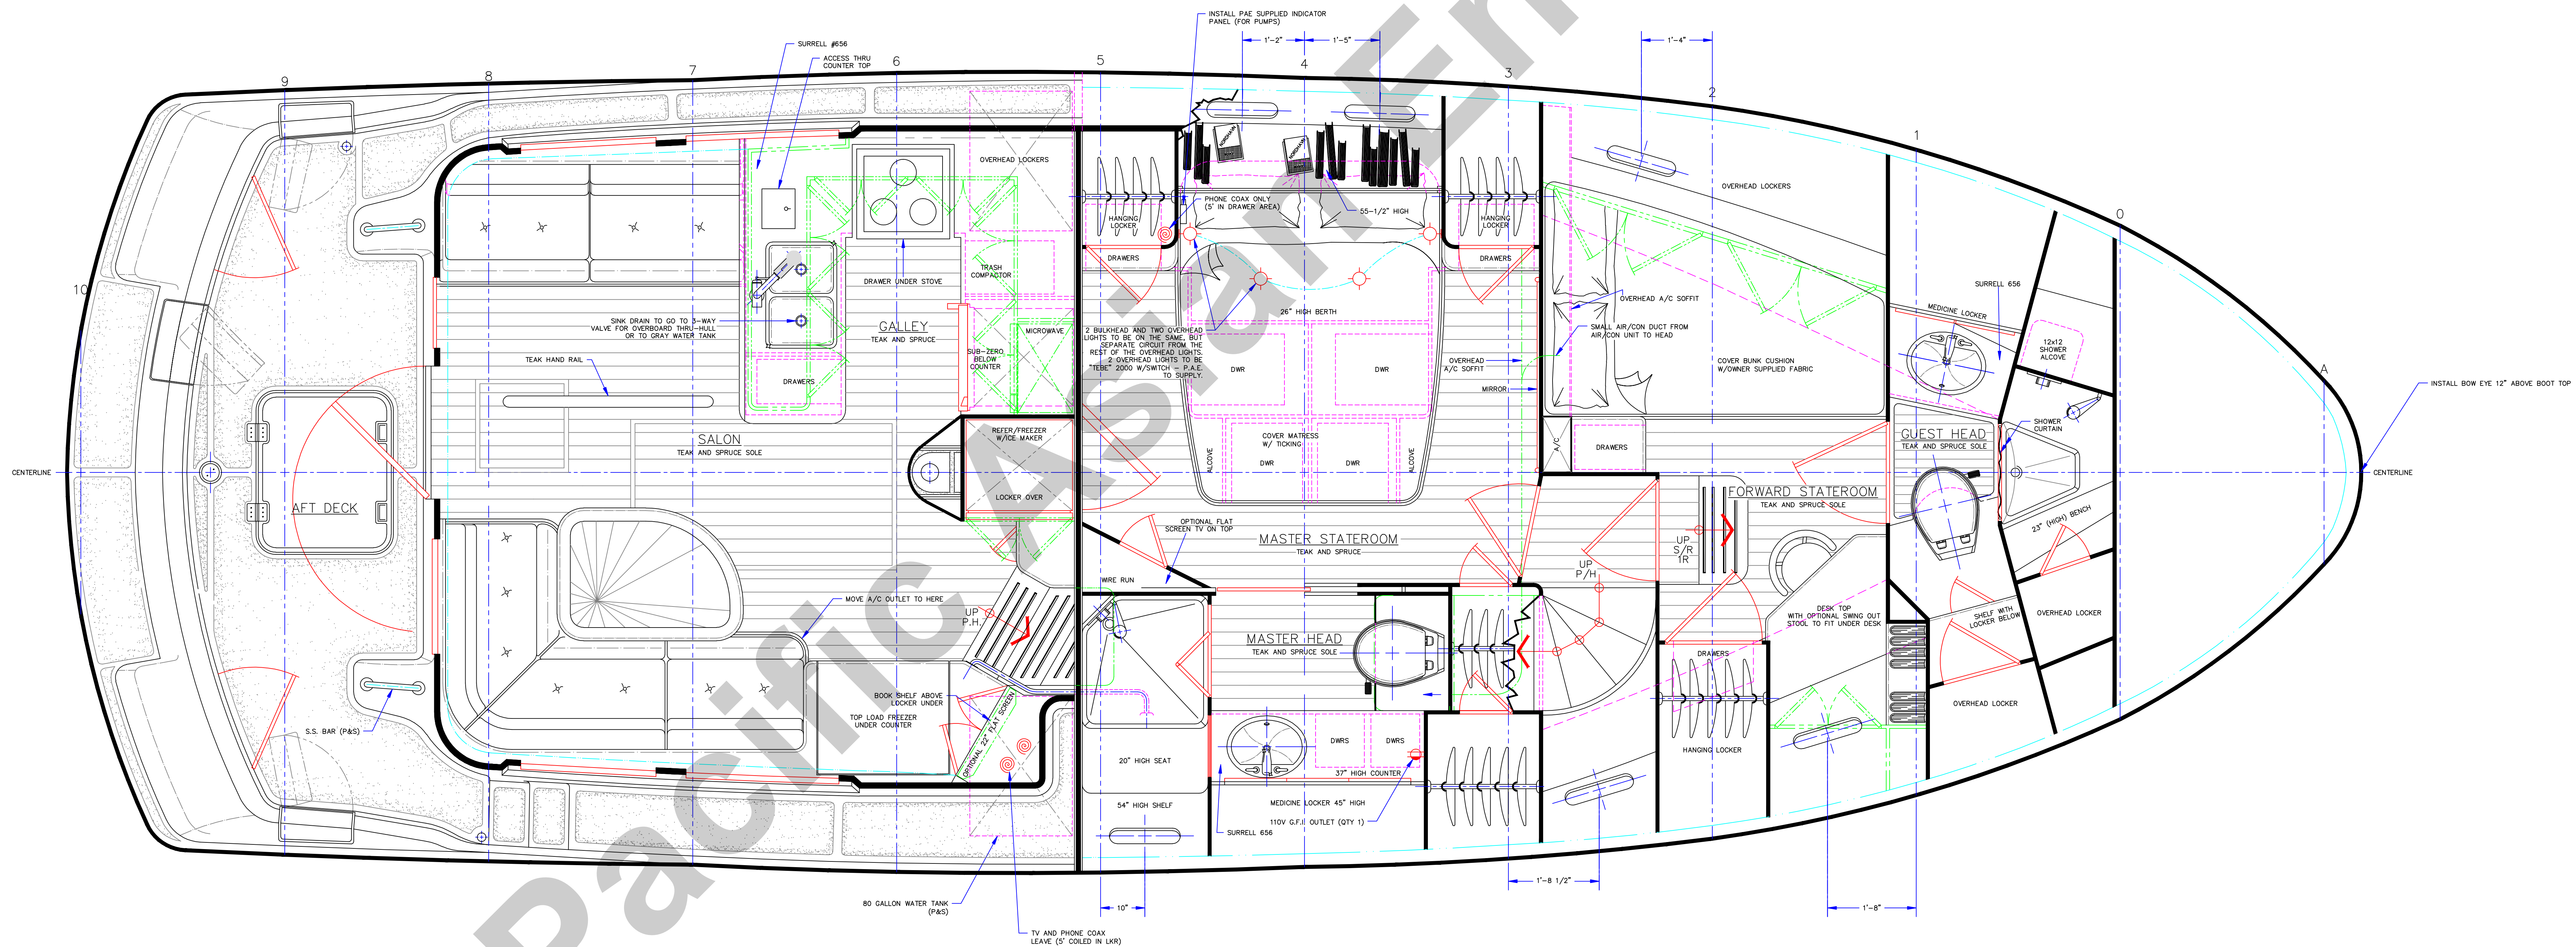 INSTALL PAE SUPPLIED INDICATOR
PANEL (FOR PUMPS)
1'-2"
1'-5"
1'-4"
SURRELL #656
ACCESS THRU
COUNTER TOP
10
9
8
7
6
5
4
3
2
1
0
A
OVERHEAD LOCKERS
TRASH
COMPACTOR
DRAWER UNDER STOVE
SINK DRAIN TO GO TO 3-WAY
VALVE FOR OVERBOARD THRU-HULL
OR TO GRAY WATER TANK
GALLEY
TEAK AND SPRUCE
MICROWAVE
SUB-ZERO
BELOW
COUNTER
TEAK HAND RAIL
DRAWERS
SALON
TEAK AND SPRUCE SOLE
REFER/FREEZER
W/ICE MAKER
LOCKER OVER
CENTERLINE
AFT DECK
S.S. BAR (P&S)
MOVE A/C OUTLET TO HERE
UP
P.H.
BOOK SHELF ABOVE
LOCKER UNDER
TOP LOAD FREEZER
UNDER COUNTER
OPTIONAL 22" FLAT SCREEN
80 GALLON WATER TANK
(P&S)
TV AND PHONE COAX
LEAVE (5' COILED IN LKR)
HANGING
LOCKER
DRAWERS
NORDHAVN
NORDHAVN
PHONE COAX ONLY
(5' IN DRAWER AREA)
55-1/2" HIGH
HANGING
LOCKER
DRAWERS
26" HIGH BERTH
2 BULKHEAD AND TWO OVERHEAD
LIGHTS TO BE ON THE SAME, BUT
SEPARATE CIRCUIT FROM THE
REST OF THE OVERHEAD LIGHTS.
2 OVERHEAD LIGHTS TO BE
"TEBE" 2000 W/SWITCH - P.A.E.
TO SUPPLY.
DWR
DWR
COVER MATRESS
W/ TICKING
DWR
DWR
ALCOVE
ALCOVE
OVERHEAD
A/C SOFFIT
MIRROR
OPTIONAL FLAT
SCREEN TV ON TOP
MASTER STATEROOM
TEAK AND SPRUCE
WIRE RUN
MASTER HEAD
TEAK AND SPRUCE SOLE
20" HIGH SEAT
54" HIGH SHELF
DWRS
DWRS
37" HIGH COUNTER
MEDICINE LOCKER 45" HIGH
110V G.F.I. OUTLET (QTY 1)
SURRELL 656
10"
1'-8 1/2"
1'-8"
OVERHEAD LOCKERS
OVERHEAD A/C SOFFIT
SMALL AIR/CON DUCT FROM
AIR/CON UNIT TO HEAD
COVER BUNK CUSHION
W/OWNER SUPPLIED FABRIC
A/C
DRAWERS
FORWARD STATEROOM
TEAK AND SPRUCE SOLE
UP
S/R
1R
UP
P/H
DESK TOP
WITH OPTIONAL SWING OUT
STOOL TO FIT UNDER DESK
DRAWERS
HANGING LOCKER
SURRELL 656
MEDICINE LOCKER
12x12
SHOWER
ALCOVE
SHOWER
CURTAIN
GUEST HEAD
TEAK AND SPRUCE SOLE
23" (HIGH) BENCH
SHELF WITH
LOCKER BELOW
OVERHEAD LOCKER
OVERHEAD LOCKER
INSTALL BOW EYE 12" ABOVE BOOT TOP
CENTERLINE
Pacific Asian En